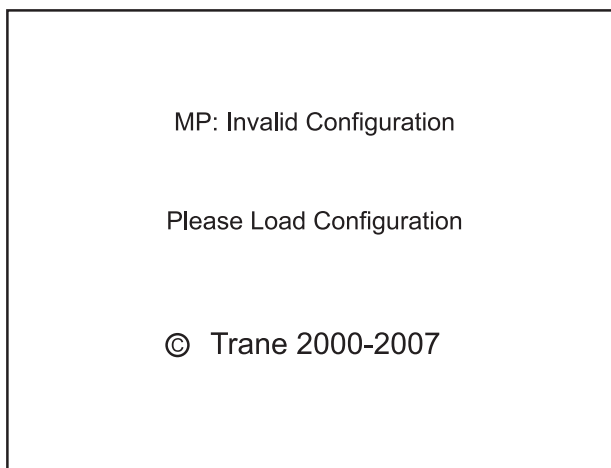 MP: Invalid Configuration
Please Load Configuration
© Trane 2000-2007